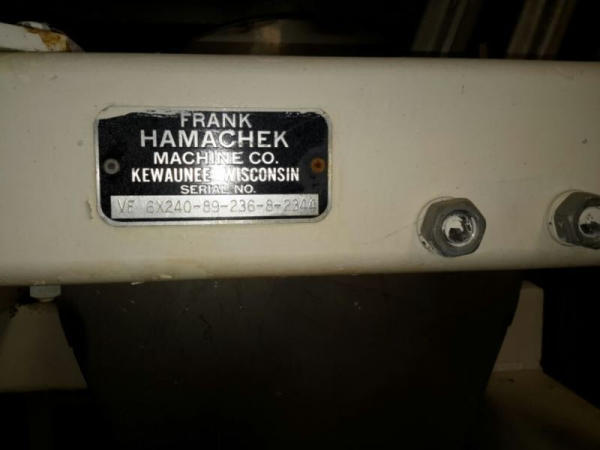 FRANK
HAMACHEK
MACHINE CO.
KEWAUNEE, WISCONSIN
SERIAL NO.
VF 6X240-89-236-8-2344